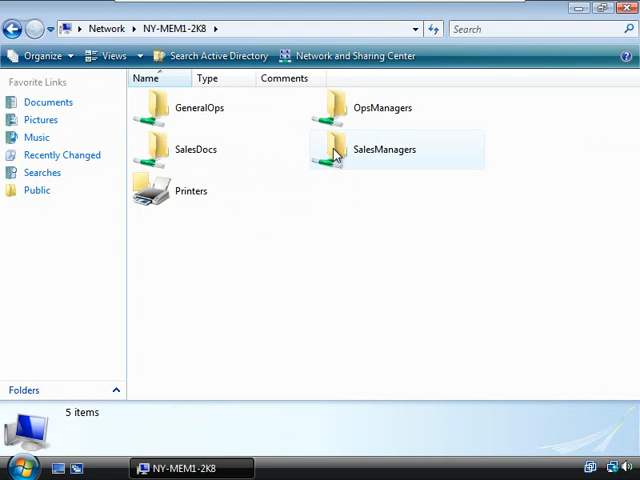 Network
NY-MEM1-2K8
Search
Organize
Views
Search Active Directory
Network and Sharing Center
Favorite Links
Name
Type
Comments
Documents
Pictures
Music
Recently Changed
Searches
Public
GeneralOps
OpsManagers
SalesDocs
SalesManagers
Printers
Folders
5 items
NY-MEM1-2K8